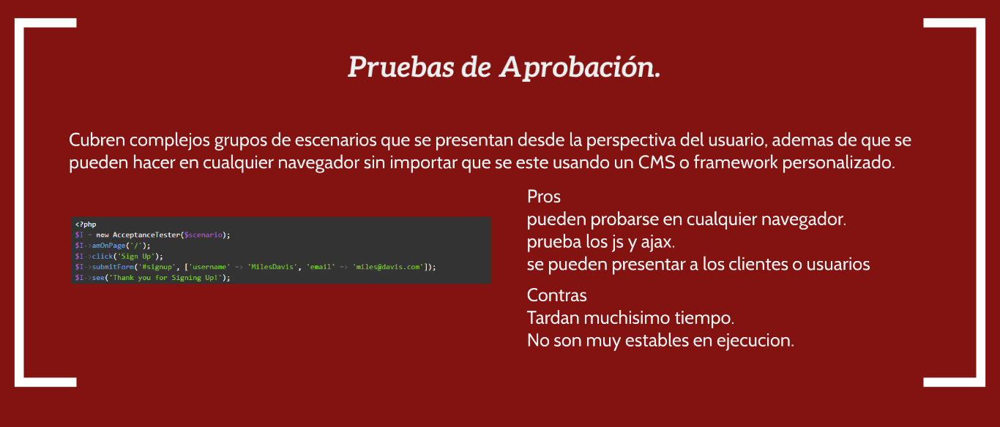 Pruebas de Aprobación.
Cubren complejos grupos de escenarios que se presentan desde la perspectiva del usuario, ademas de que se
pueden hacer en cualquier navegador sin importar que se este usando un CMS o framework personalizado.
<?php
$I = new AcceptanceTester($scenario);
$I->amOnPage('/');
$I->click('Sign Up');
$I->submitForm('#signup', ['username' => 'MilesDavis', 'email' => 'miles@davis.com']);
$I->see('Thank you for Signing Up!');
Pros
pueden probarse en cualquier navegador.
prueba los js y ajax.
se pueden presentar a los clientes o usuarios
Contras
Tardan muchisimo tiempo.
No son muy estables en ejecucion.